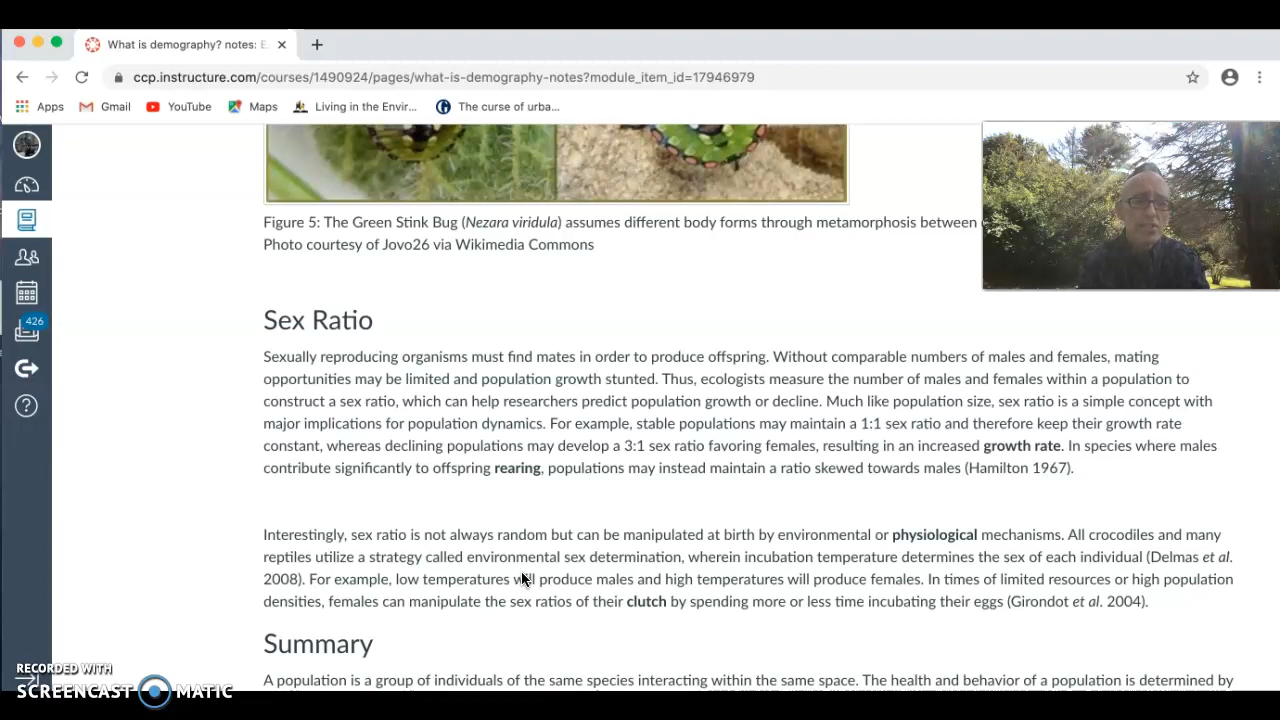 What is demography? notes: E
ccp.instructure.com/courses/1490924/pages/what-is-demography-notes?module_item_id=17946979
Apps Gmail YouTube Maps Living in the Envir... The curse of urba...
Figure 5: The Green Stink Bug (Nezara viridula) assumes different body forms through metamorphosis between
Photo courtesy of Jovo26 via Wikimedia Commons
Sex Ratio
Sexually reproducing organisms must find mates in order to produce offspring. Without comparable numbers of males and females, mating
opportunities may be limited and population growth stunted. Thus, ecologists measure the number of males and females within a population to
construct a sex ratio, which can help researchers predict population growth or decline. Much like population size, sex ratio is a simple concept with
major implications for population dynamics. For example, stable populations may maintain a 1:1 sex ratio and therefore keep their growth rate
constant, whereas declining populations may develop a 3:1 sex ratio favoring females, resulting in an increased growth rate. In species where males
contribute significantly to offspring rearing, populations may instead maintain a ratio skewed towards males (Hamilton 1967).
426
Interestingly, sex ratio is not always random but can be manipulated at birth by environmental or physiological mechanisms. All crocodiles and many
reptiles utilize a strategy called environmental sex determination, wherein incubation temperature determines the sex of each individual (Delmas et al.
2008). For example, low temperatures will produce males and high temperatures will produce females. In times of limited resources or high population
densities, females can manipulate the sex ratios of their clutch by spending more or less time incubating their eggs (Girondot et al. 2004).
Summary
A population is a group of individuals of the same species interacting within the same space. The health and behavior of a population is determined by
RECORDED WITH
SCREENCAST MATIC